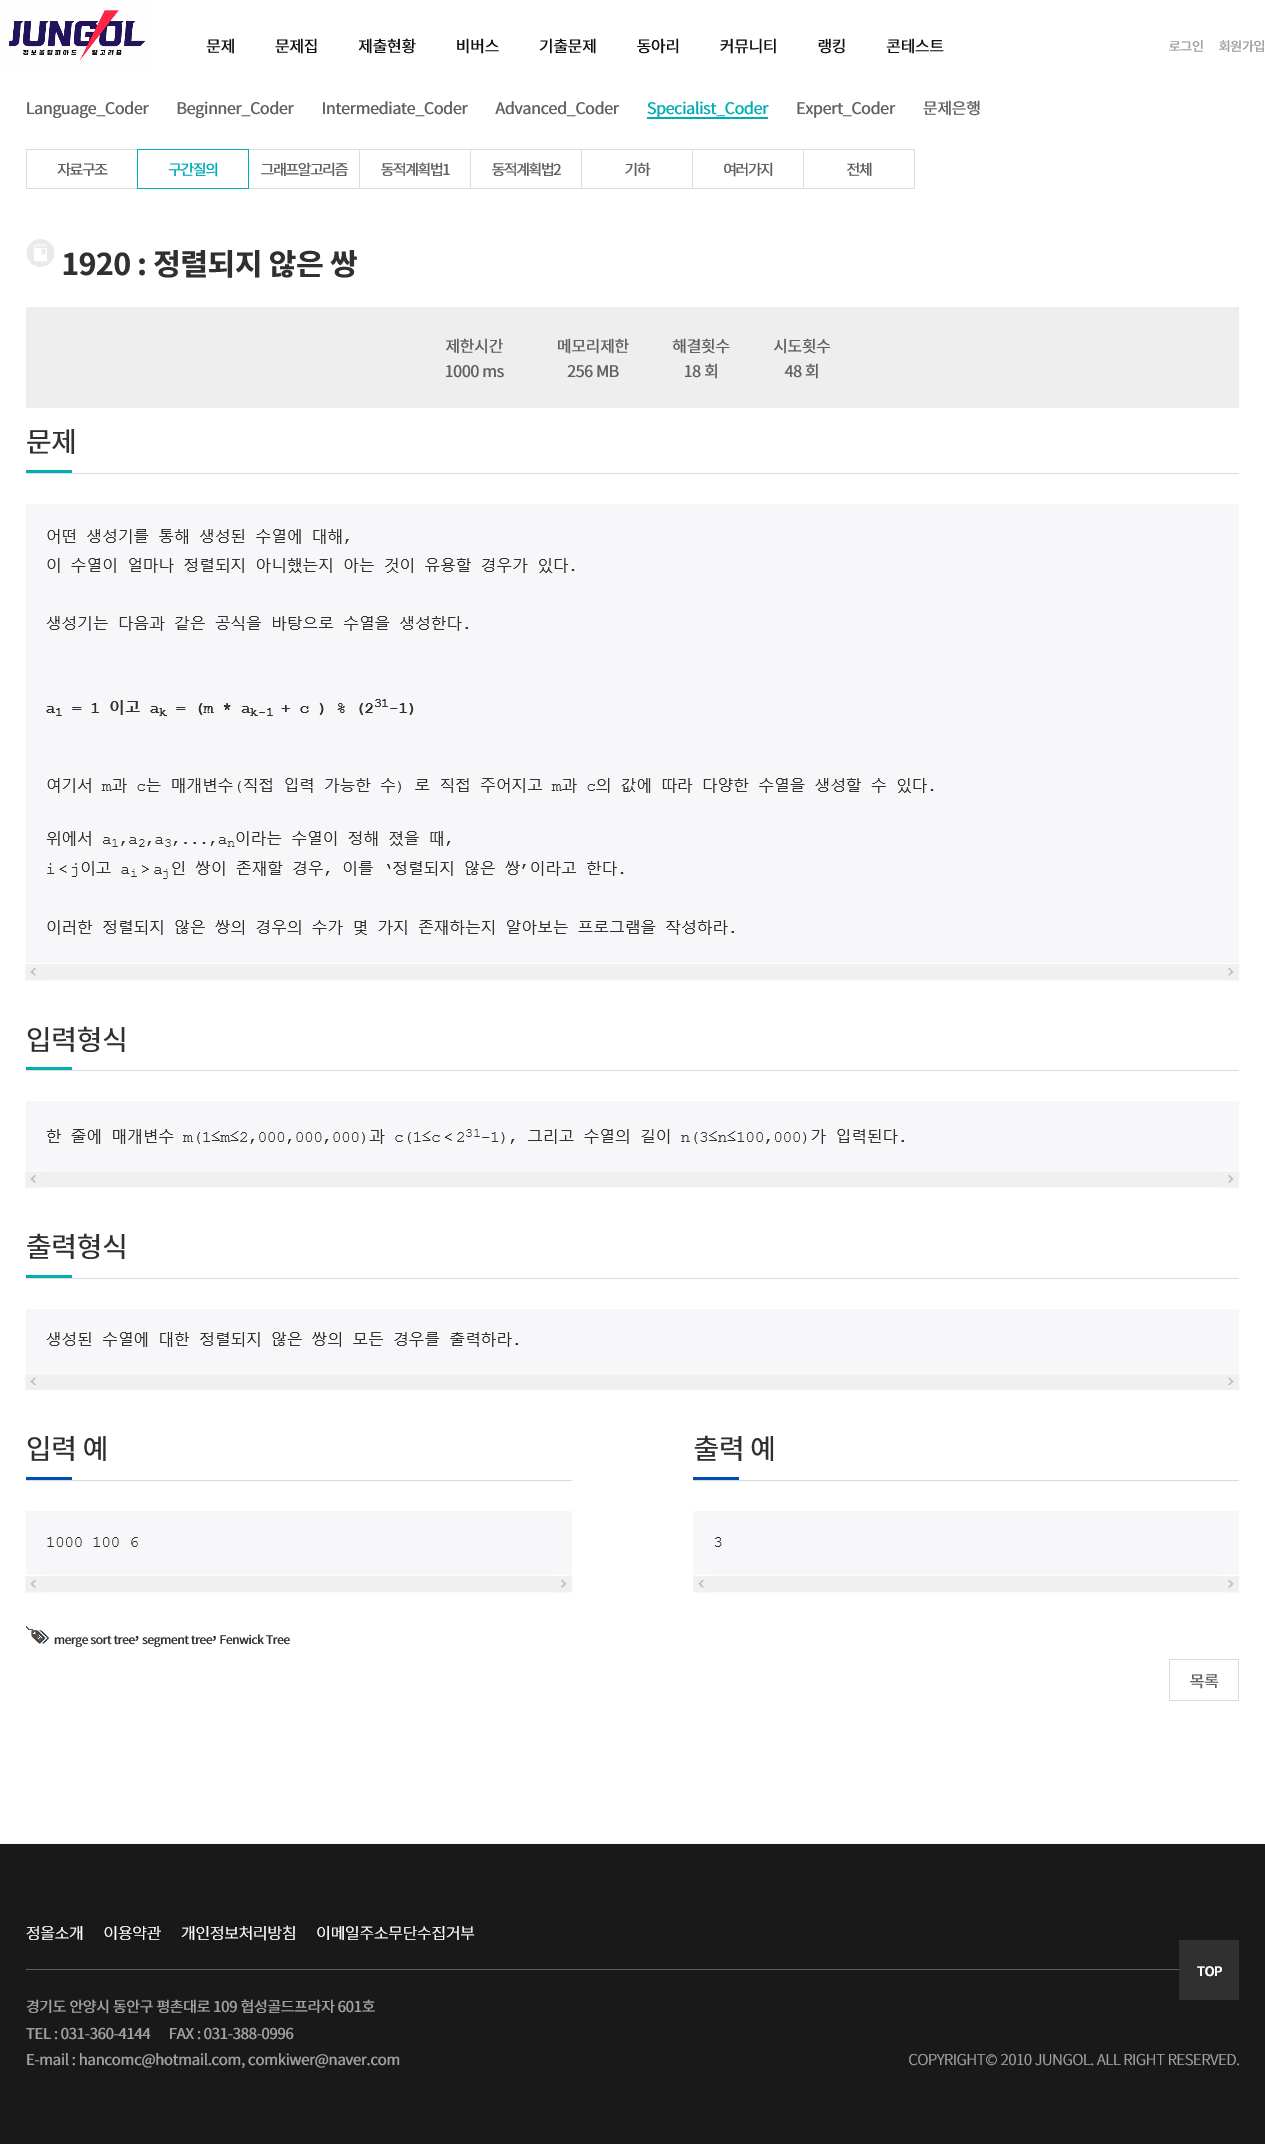 JUNGOL
정보올림피아드 알고리즘
문제 문제집 제출현황 비버스 기출문제 동아리 커뮤니티 랭킹 콘테스트 로그인 회원가입
Language_Coder Beginner_Coder Intermediate_Coder Advanced_Coder Specialist_Coder Expert_Coder 문제은행
자료구조 구간질의 그래프알고리즘 동적계획법1 동적계획법2 기하 여러가지 전체
1920 : 정렬되지 않은 쌍
제한시간 메모리제한 해결횟수 시도횟수
1000 ms 256 MB 18 회 48 회
문제
어떤 생성기를 통해 생성된 수열에 대해,
이 수열이 얼마나 정렬되지 아니했는지 아는 것이 유용할 경우가 있다.
생성기는 다음과 같은 공식을 바탕으로 수열을 생성한다.
a₁ = 1 이고 aₖ = (m * aₖ₋₁ + c ) % (2³¹-1)
여기서 m과 c는 매개변수(직접 입력 가능한 수) 로 직접 주어지고 m과 c의 값에 따라 다양한 수열을 생성할 수 있다.
위에서 a₁,a₂,a₃,...,aₙ이라는 수열이 정해 졌을 때,
i<j이고 aᵢ>aⱼ인 쌍이 존재할 경우, 이를 ‘정렬되지 않은 쌍’이라고 한다.
이러한 정렬되지 않은 쌍의 경우의 수가 몇 가지 존재하는지 알아보는 프로그램을 작성하라.
입력형식
한 줄에 매개변수 m(1≤m≤2,000,000,000)과 c(1≤c<2³¹-1), 그리고 수열의 길이 n(3≤n≤100,000)가 입력된다.
출력형식
생성된 수열에 대한 정렬되지 않은 쌍의 모든 경우를 출력하라.
입력 예 출력 예
1000 100 6 3
merge sort tree, segment tree, Fenwick Tree
목록
정올소개 이용약관 개인정보처리방침 이메일주소무단수집거부
TOP
경기도 안양시 동안구 평촌대로 109 협성골드프라자 601호
TEL : 031-360-4144 FAX : 031-388-0996
E-mail : hancomc@hotmail.com, comkiwer@naver.com COPYRIGHT© 2010 JUNGOL. ALL RIGHT RESERVED.